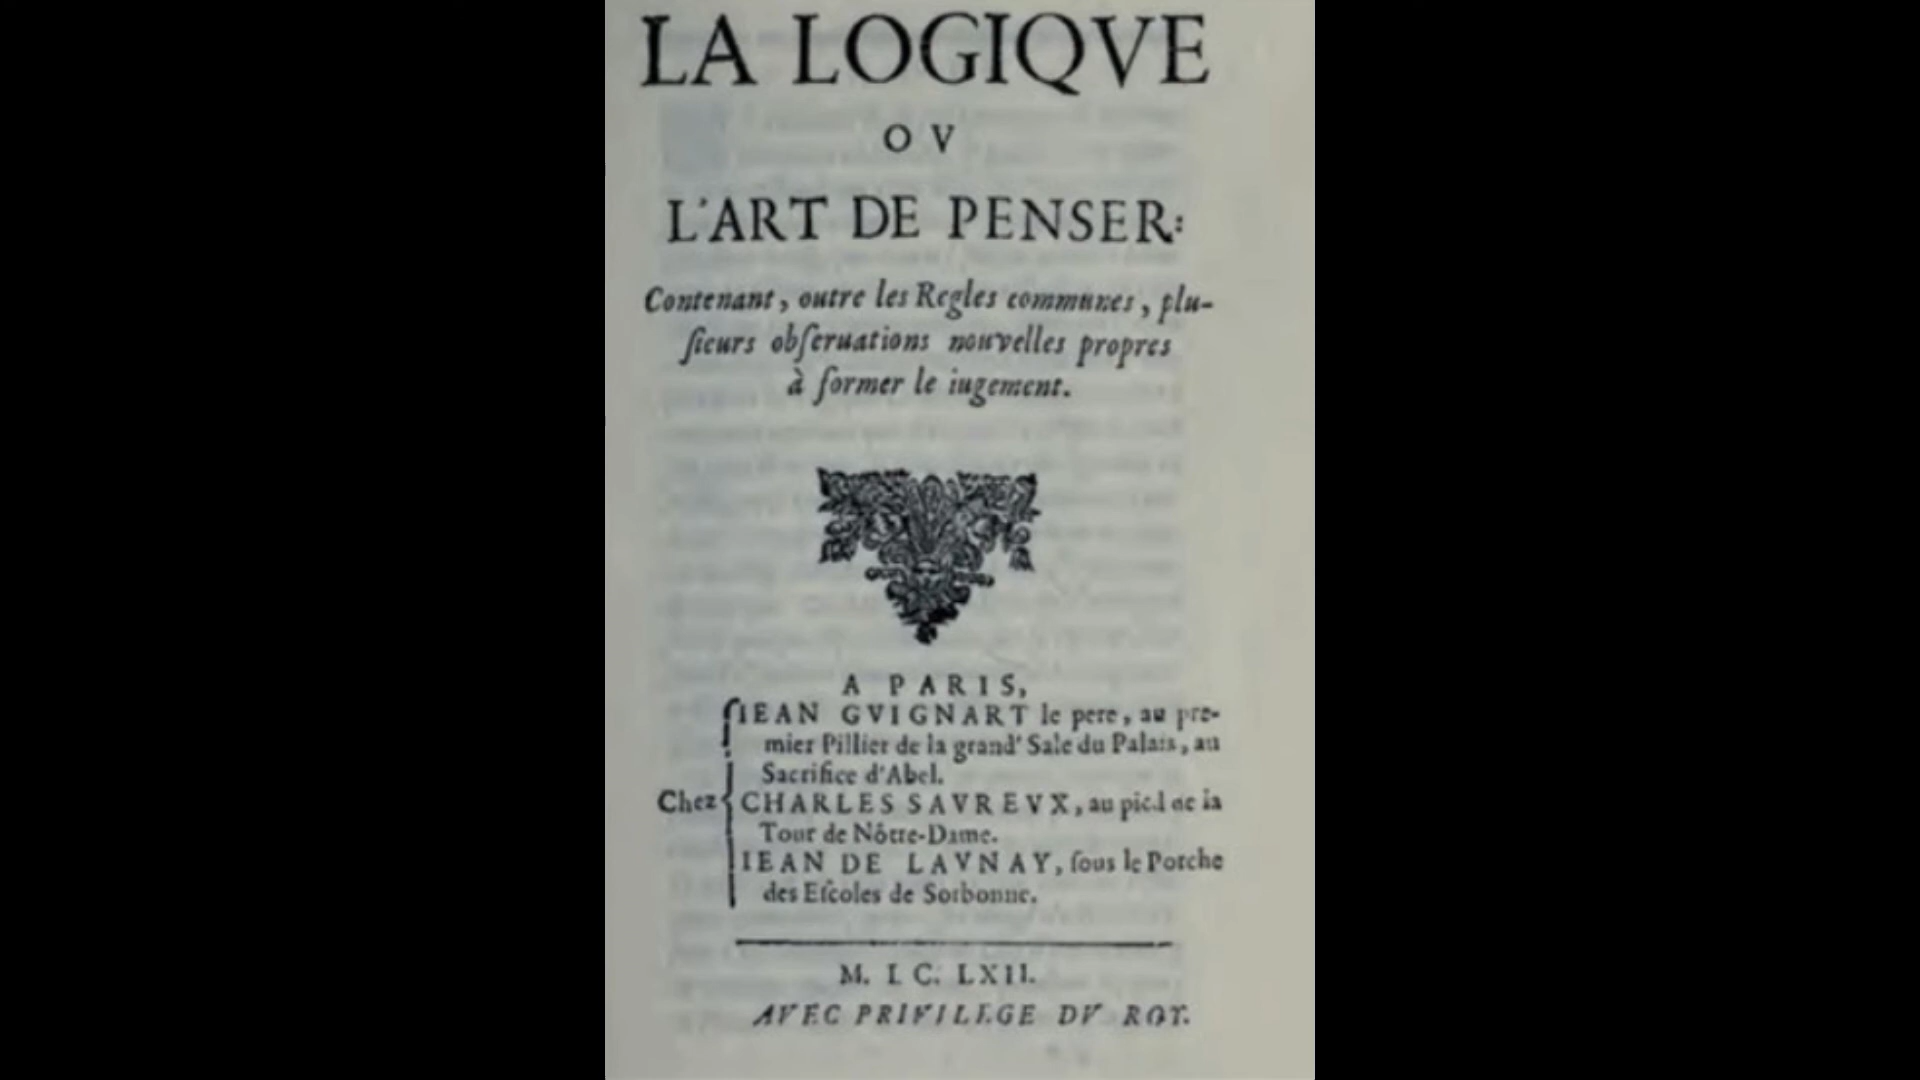 LA LOGIQVE
OV
L'ART DE PENSER:
Contenant, outre les Regles communes, plu-
ſieurs obſeruations nouvelles propres
à former le iugement.
A PARIS,
IEAN GVIGNART le pere, au pre-
mier Pillier de la grand' Sale du Palais, au
Sacrifice d'Abel.
Chez CHARLES SAVREVX, au pied de la
Tour de Nôtre-Dame.
IEAN DE LAVNAY, ſous le Porche
des Eſcoles de Sorbonne.
M. DC. LXII.
AVEC PRIVILEGE DV ROY.